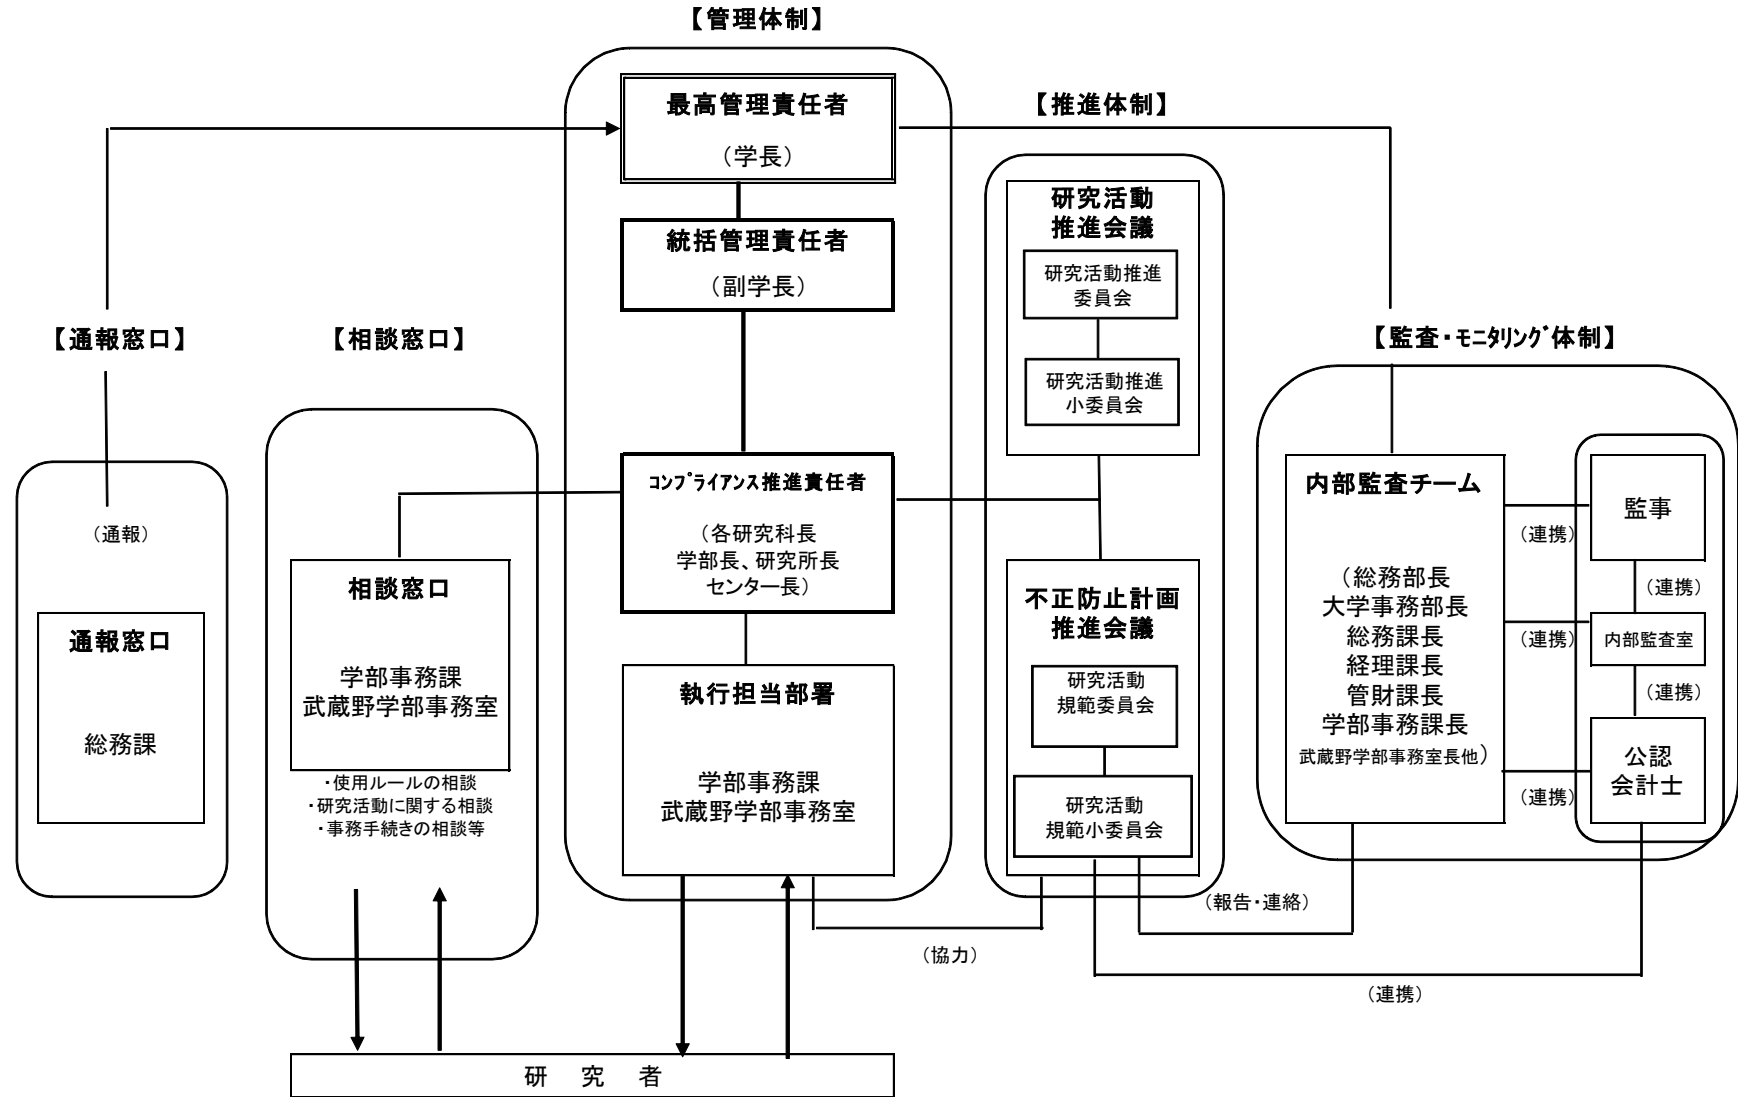 【管理体制】
最高管理責任者
（学長）
統括管理責任者
（副学長）
コンプライアンス推進責任者
（各研究科長
学部長、研究所長
センター長）
執行担当部署
学部事務課
武蔵野学部事務室
【推進体制】
研究活動
推進会議
研究活動推進
委員会
研究活動推進
小委員会
不正防止計画
推進会議
研究活動
規範委員会
研究活動
規範小委員会
【通報窓口】
（通報）
通報窓口
総務課
【相談窓口】
相談窓口
学部事務課
武蔵野学部事務室
・使用ルールの相談
・研究活動に関する相談
・事務手続きの相談等
【監査・モニタリング体制】
内部監査チーム
（総務部長
大学事務部長
総務課長
経理課長
管財課長
学部事務課長
武蔵野学部事務室長他）
（連携）
（連携）
（連携）
監事
（連携）
内部監査室
（連携）
公認
会計士
（報告・連絡）
（協力）
（連携）
研　究　者